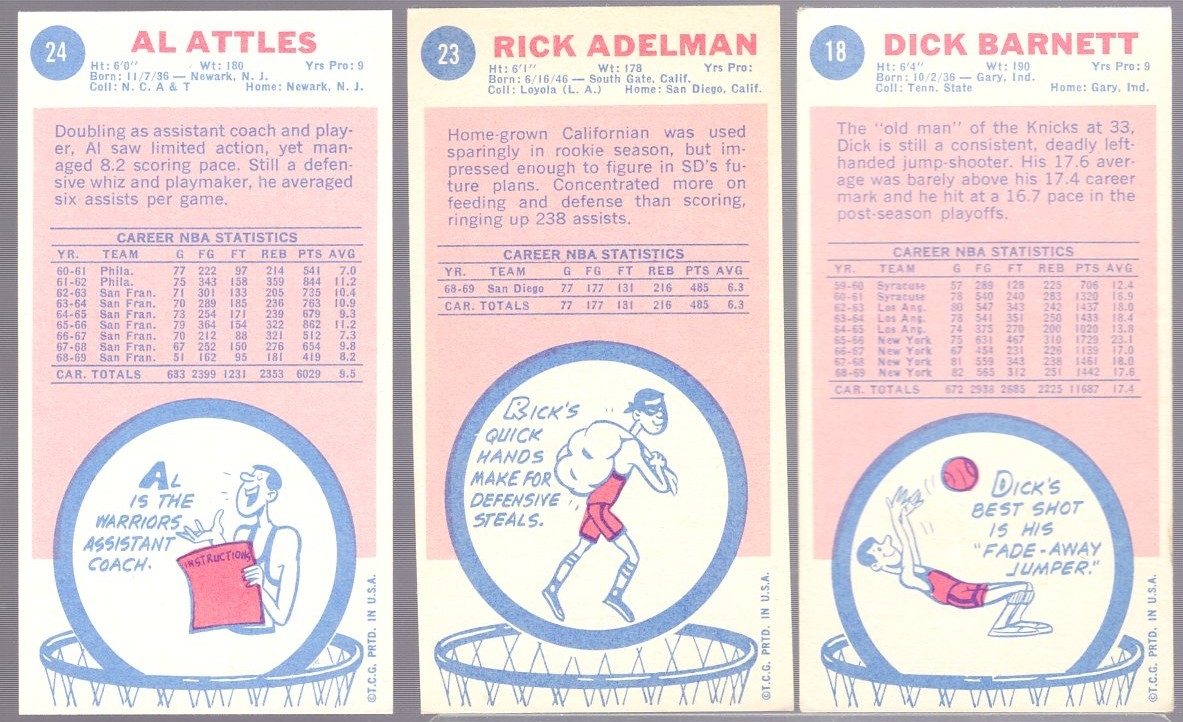 24
AL ATTLES
Ht: 6'0" Wt: 180 Yrs Pro: 9
Born: 11/7/36 — Newark, N. J.
Coll: N. C. A & T Home: Newark, N. J.
Doubling as assistant coach and play-
er, Al saw limited action, yet man-
aged 8.2 scoring pace. Still a defen-
sive whiz and playmaker, he averaged
six assists per game.
CAREER NBA STATISTICS
YR. TEAM G FG FT REB PTS AVG
60-61 Phila. 77 222 97 214 541 7.0
61-62 Phila. 75 343 158 359 844 11.2
62-63 San Fran. 71 301 133 205 735 10.4
63-64 San Fran. 70 289 185 236 763 10.9
64-65 San Fran. 73 254 171 239 679 9.3
65-66 San Fran. 79 364 154 322 862 11.2
66-67 San Fran. 70 212 88 321 512 7.3
67-68 San Fran. 67 252 150 276 654 9.8
68-69 San Fran. 51 162 95 181 419 8.2
CAR. TOTALS 633 2399 1231 2353 6029 9.5
AL
IS THE
WARRIORS
ASSISTANT
COACH.
INSTRUCTIONS
©T.C.G. PRTD. IN U.S.A.
23
RICK ADELMAN
Ht: 6'1" Wt: 178 Yrs Pro:
Born: 6/16/46 — South Gate, Calif.
Coll: Loyola (L. A.) Home: San Diego, Calif.
Home-grown Californian was used
sparingly in rookie season, but im-
pressed enough to figure in SD's fu-
ture plans. Concentrated more on
feeding and defense than scoring,
ringing up 238 assists.
CAREER NBA STATISTICS
YR. TEAM G FG FT REB PTS AVG
68-69 San Diego 77 177 131 216 485 6.3
CAR. TOTALS 77 177 131 216 485 6.3
RICK'S
QUICK
HANDS
MAKE FOR
DEFENSIVE
STEALS.
©T.C.G. PRTD. IN U.S.A.
18
DICK BARNETT
Ht: 6'4" Wt: 190 Yrs Pro: 9
Born: 10/2/36 — Gary, Ind.
Coll: Tenn. State Home: Gary, Ind.
The "old man" of the Knicks at 33,
Dick is still a consistent, deadly left-
handed jump-shooter. His 17.6 aver-
age was barely above his 17.4 career
mark and he hit at a 16.7 pace in the
post-season playoffs.
CAREER NBA STATISTICS
YR. TEAM G FG FT REB PTS AVG
59-60 Syracuse 57 289 128 225 706 12.4
60-61 Syracuse 78 540 240 283 1320 16.9
62-63 Los Ang. 80 547 343 242 1437 18.0
63-64 Los Ang. 78 541 351 250 1433 18.4
64-65 Los Ang. 74 375 270 200 1020 13.8
65-66 New York 75 631 467 310 1729 23.1
66-67 New York 67 454 231 226 1139 17.0
67-68 New York 81 559 343 238 1461 18.0
68-69 New York 82 565 312 251 1442 17.6
CAR. TOTALS 672 2938 2685 2225 11687 17.4
DICK'S
BEST SHOT
IS HIS
"FADE-AWAY
JUMPER."
©T.C.G. PRTD. IN U.S.A.